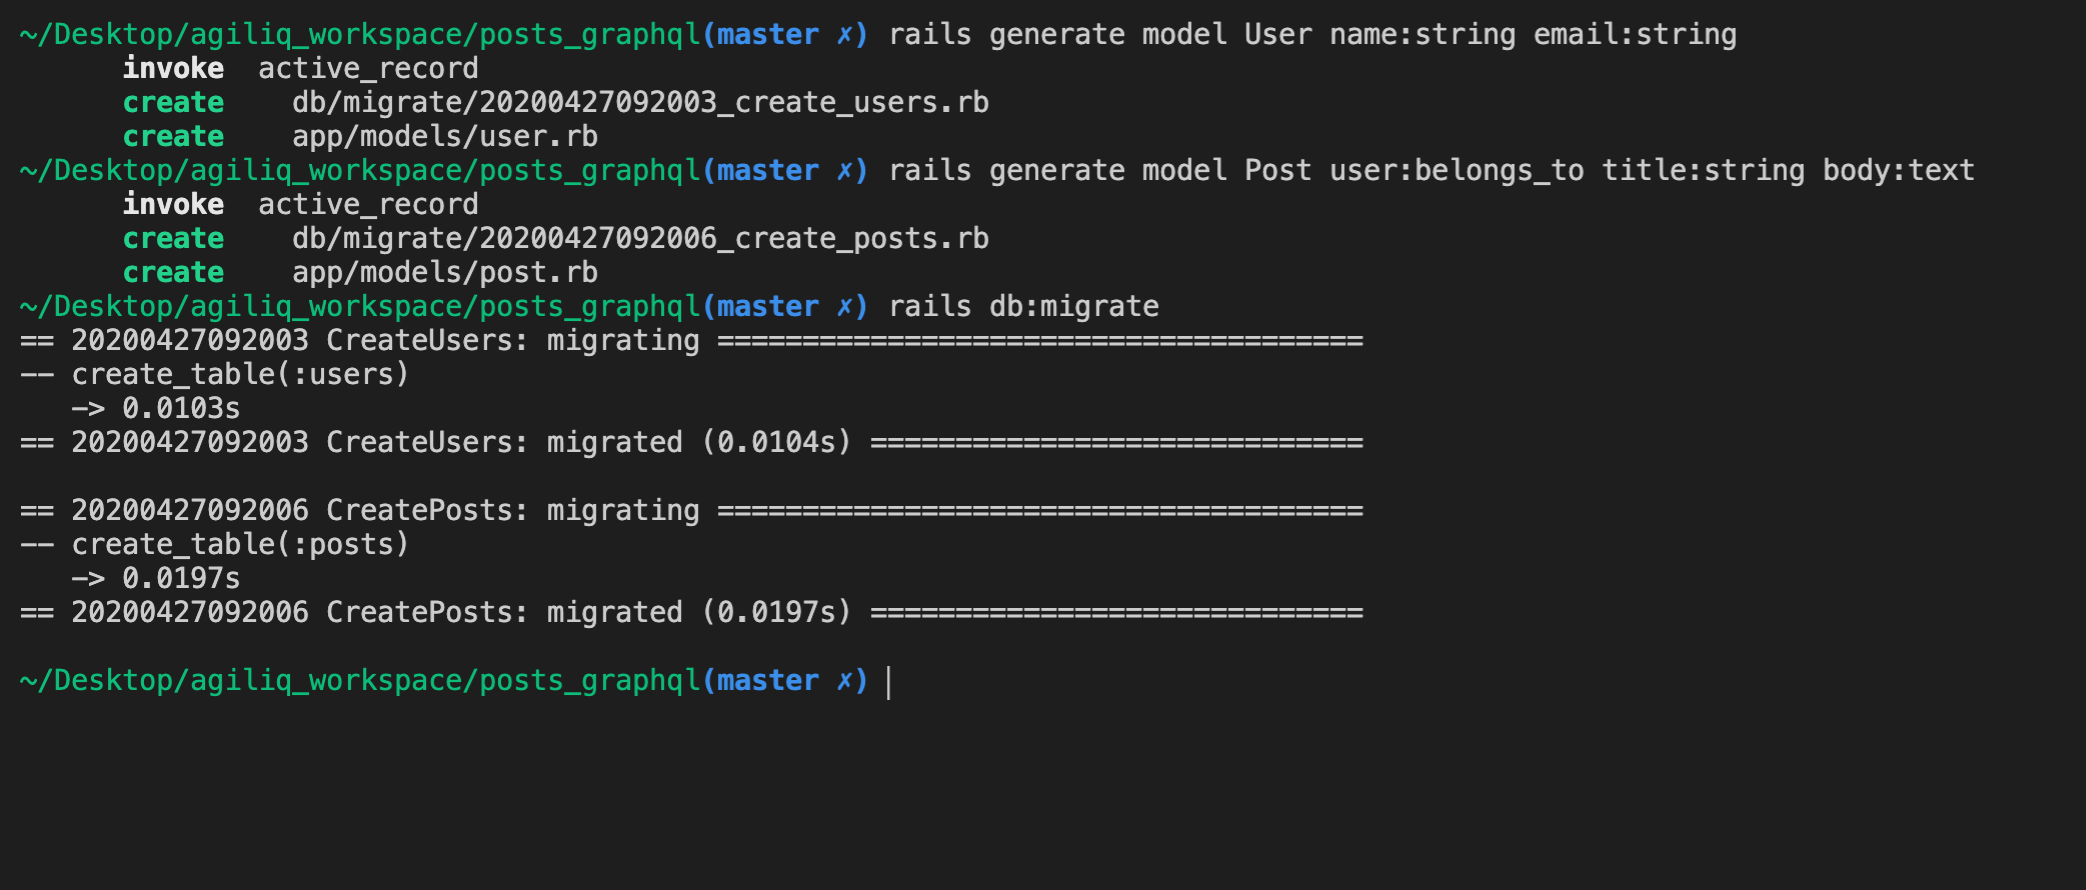 ~/Desktop/agiliq_workspace/posts_graphql(master ✗) rails generate model User name:string email:string
      invoke  active_record
      create    db/migrate/20200427092003_create_users.rb
      create    app/models/user.rb
~/Desktop/agiliq_workspace/posts_graphql(master ✗) rails generate model Post user:belongs_to title:string body:text
      invoke  active_record
      create    db/migrate/20200427092006_create_posts.rb
      create    app/models/post.rb
~/Desktop/agiliq_workspace/posts_graphql(master ✗) rails db:migrate
== 20200427092003 CreateUsers: migrating ======================================
-- create_table(:users)
   -> 0.0103s
== 20200427092003 CreateUsers: migrated (0.0104s) =============================

== 20200427092006 CreatePosts: migrating ======================================
-- create_table(:posts)
   -> 0.0197s
== 20200427092006 CreatePosts: migrated (0.0197s) =============================

~/Desktop/agiliq_workspace/posts_graphql(master ✗)